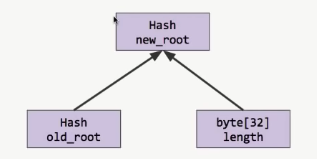 Hash
new_root
Hash
old_root
byte[32]
length